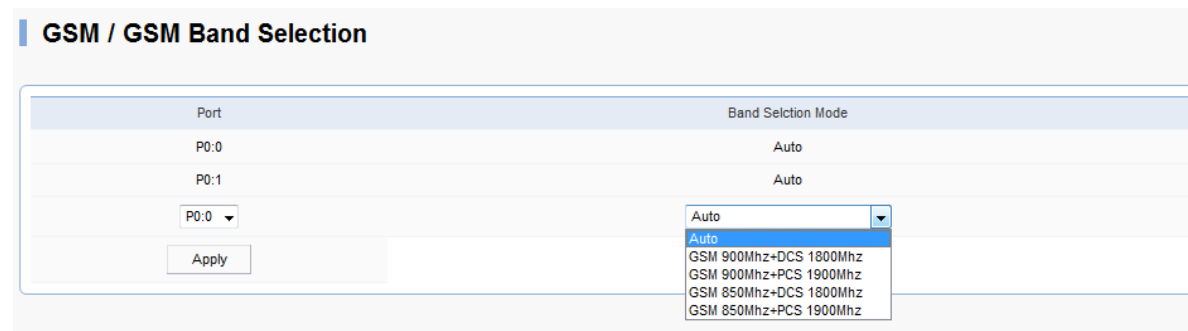 GSM / GSM Band Selection
Port Band Selction Mode
P0:0 Auto
P0:1 Auto
P0:0 Auto
Auto
GSM 900Mhz+DCS 1800Mhz
Apply
GSM 900Mhz+PCS 1900Mhz
GSM 850Mhz+DCS 1800Mhz
GSM 850Mhz+PCS 1900Mhz